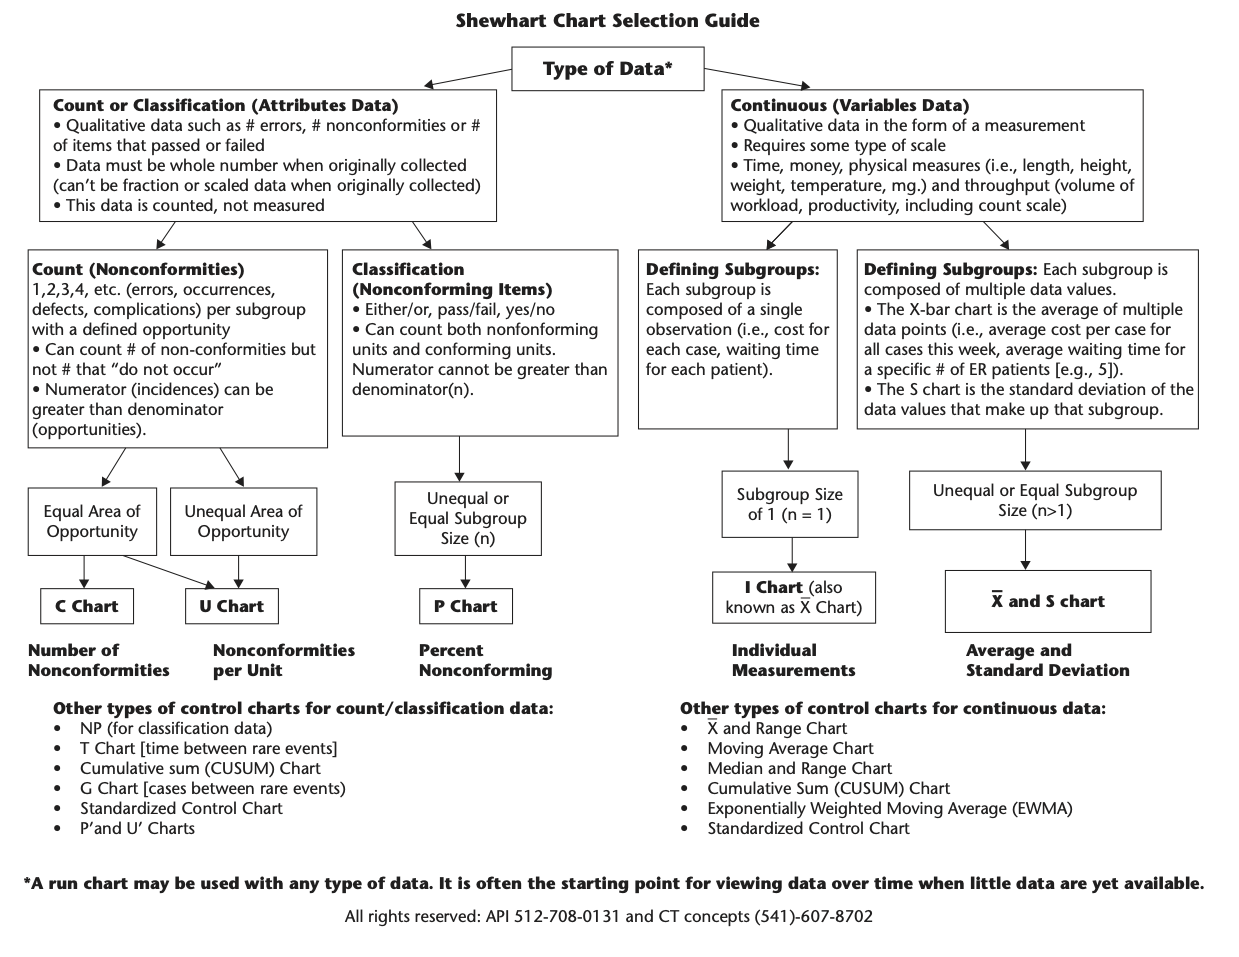 Shewhart Chart Selection Guide
Type of Data*
Count or Classification (Attributes Data)
• Qualitative data such as # errors, # nonconformities or #
of items that passed or failed
• Data must be whole number when originally collected
(can't be fraction or scaled data when originally collected)
• This data is counted, not measured
Continuous (Variables Data)
• Qualitative data in the form of a measurement
• Requires some type of scale
• Time, money, physical measures (i.e., length, height,
weight, temperature, mg.) and throughput (volume of
workload, productivity, including count scale)
Count (Nonconformities)
1,2,3,4, etc. (errors, occurrences,
defects, complications) per subgroup
with a defined opportunity
• Can count # of non-conformities but
not # that “do not occur”
• Numerator (incidences) can be
greater than denominator
(opportunities).
Classification
(Nonconforming Items)
• Either/or, pass/fail, yes/no
• Can count both nonfonforming
units and conforming units.
Numerator cannot be greater than
denominator(n).
Defining Subgroups:
Each subgroup is
composed of a single
observation (i.e., cost for
each case, waiting time
for each patient).
Defining Subgroups: Each subgroup is
composed of multiple data values.
• The X-bar chart is the average of multiple
data points (i.e., average cost per case for
all cases this week, average waiting time for
a specific # of ER patients [e.g., 5]).
• The S chart is the standard deviation of the
data values that make up that subgroup.
Equal Area of
Opportunity
Unequal Area of
Opportunity
Unequal or
Equal Subgroup
Size (n)
Subgroup Size
of 1 (n = 1)
Unequal or Equal Subgroup
Size (n>1)
C Chart
U Chart
P Chart
I Chart (also
known as X̅ Chart)
X̅ and S chart
Number of
Nonconformities
Nonconformities
per Unit
Percent
Nonconforming
Individual
Measurements
Average and
Standard Deviation
Other types of control charts for count/classification data:
• NP (for classification data)
• T Chart [time between rare events]
• Cumulative sum (CUSUM) Chart
• G Chart [cases between rare events)
• Standardized Control Chart
• P’and U’ Charts
Other types of control charts for continuous data:
• X̅ and Range Chart
• Moving Average Chart
• Median and Range Chart
• Cumulative Sum (CUSUM) Chart
• Exponentially Weighted Moving Average (EWMA)
• Standardized Control Chart
*A run chart may be used with any type of data. It is often the starting point for viewing data over time when little data are yet available.
All rights reserved: API 512-708-0131 and CT concepts (541)-607-8702